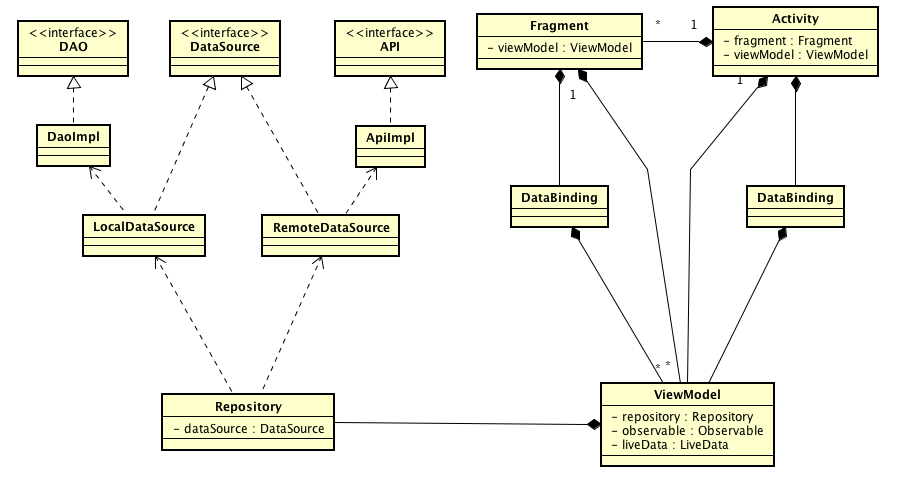 <<interface>>
DAO
<<interface>>
DataSource
<<interface>>
API
Fragment
- viewModel : ViewModel
*
1
Activity
- fragment : Fragment
- viewModel : ViewModel
1
1
DaoImpl
ApiImpl
DataBinding
DataBinding
LocalDataSource
RemoteDataSource
*
*
Repository
- dataSource : DataSource
ViewModel
- repository : Repository
- observable : Observable
- liveData : LiveData